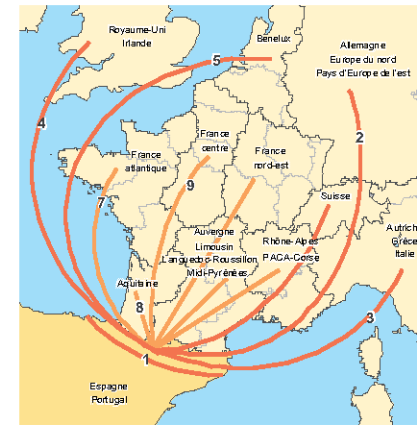 Royaume-Uni
Irlande
Benelux
Allemagne
Europe du nord
Pays d'Europe de l'est
5
4
2
France
centre
France
atlantique
France
nord-est
9
7
Suisse
Autrich
Grèce
Italie
Auvergne
Limousin
Languedoc-Roussillon
Midi-Pyrénées
Rhône-Alpes
PACA-Corse
Aquitaine
8
3
1
Espagne
Portugal